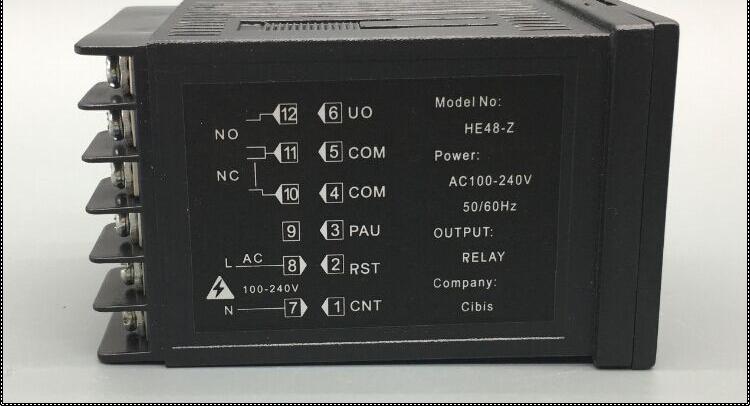 12 6 UO
NO
11 5 COM
NC
10 4 COM
9 3 PAU
L AC 8 2 RST
100-240V
N 7 1 CNT
Model No:
HE48-Z
Power:
AC100-240V
50/60Hz
OUTPUT:
RELAY
Company:
Cibis